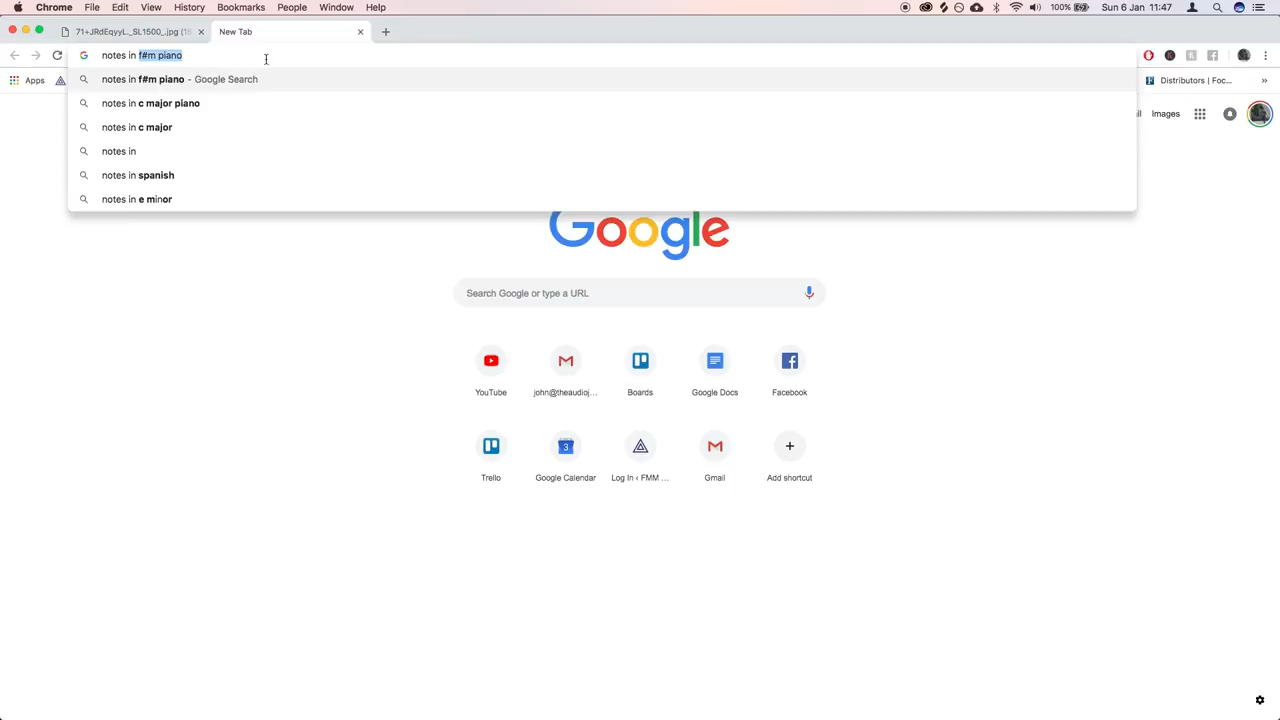 Chrome File Edit View History Bookmarks People Window Help 100% Sun 6 Jan 11:47
71+JRdEqyyL._SL1500_.jpg (15 New Tab
notes in f#m piano
Apps Distributors | Foc... »
notes in f#m piano - Google Search
notes in c major piano
notes in c major
notes in
notes in spanish
notes in e minor
Images
Google
Search Google or type a URL
YouTube john@theaudioj... Boards Google Docs Facebook
Trello Google Calendar Log In ‹ FMM ... Gmail Add shortcut